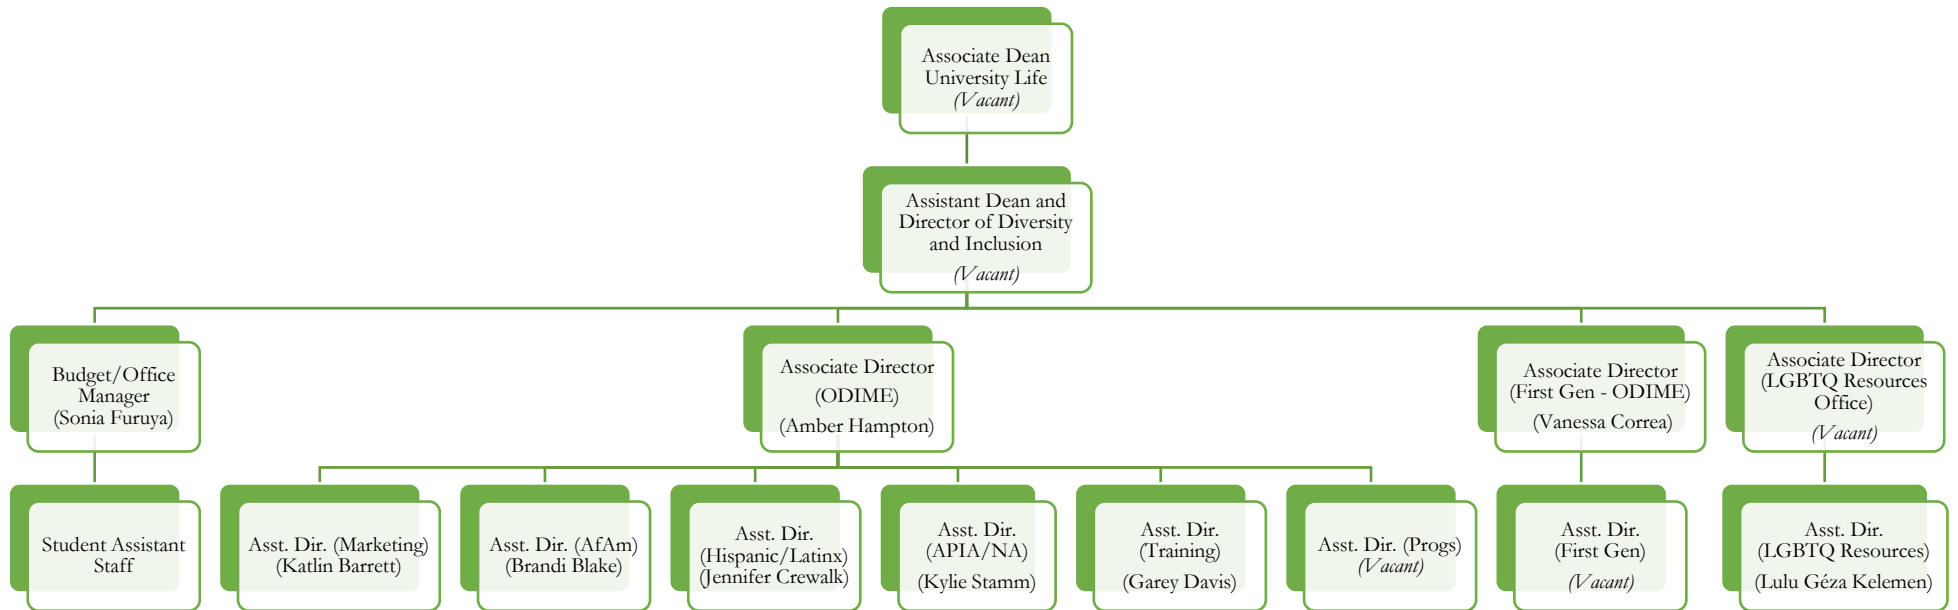 Associate Dean
University Life
(Vacant)
Assistant Dean and
Director of Diversity
and Inclusion
(Vacant)
Budget/Office
Manager
(Sonia Furuya)
Associate Director
(ODIME)
(Amber Hampton)
Associate Director
(First Gen - ODIME)
(Vanessa Correa)
Associate Director
(LGBTQ Resources
Office)
(Vacant)
Student Assistant
Staff
Asst. Dir. (Marketing)
(Katlin Barrett)
Asst. Dir. (AfAm)
(Brandi Blake)
Asst. Dir.
(Hispanic/Latinx)
(Jennifer Crewalk)
Asst. Dir.
(APIA/NA)
(Kylie Stamm)
Asst. Dir.
(Training)
(Garey Davis)
Asst. Dir. (Progs)
(Vacant)
Asst. Dir.
(First Gen)
(Vacant)
Asst. Dir.
(LGBTQ Resources)
(Lulu Géza Kelemen)